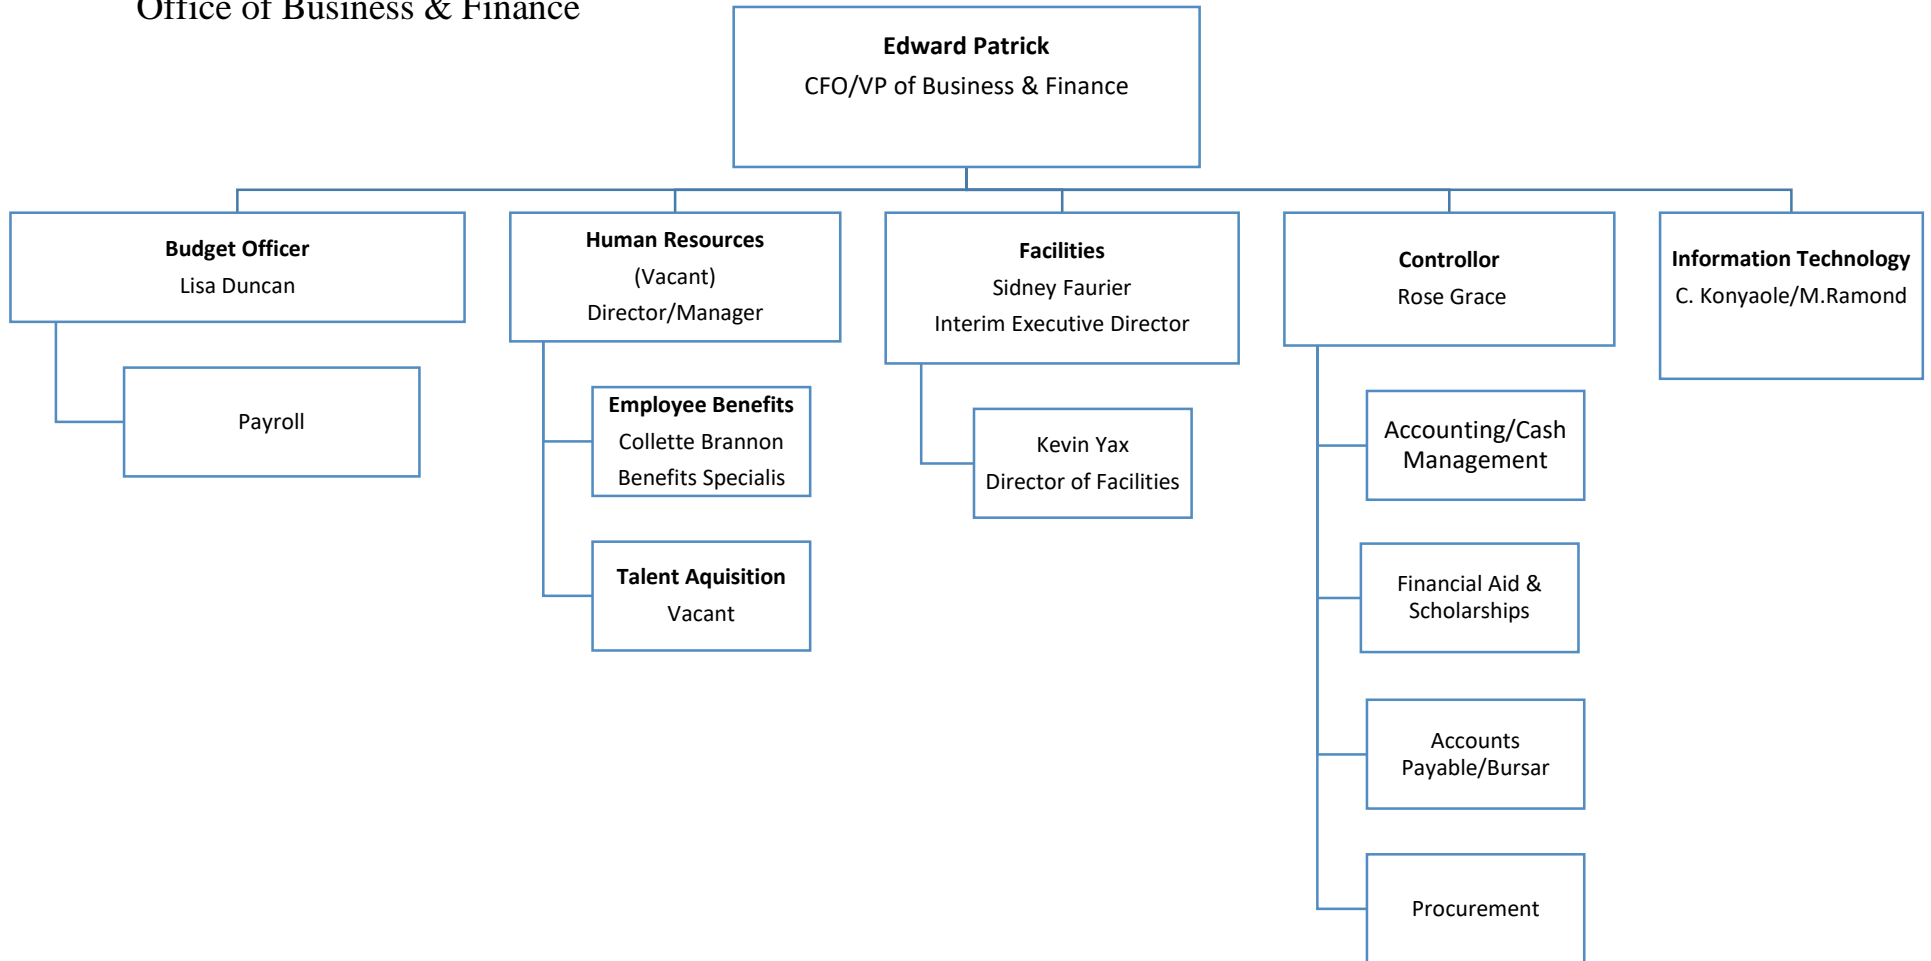 Office of Business & Finance
Edward Patrick
CFO/VP of Business & Finance
Budget Officer
Lisa Duncan
Payroll
Human Resources
(Vacant)
Director/Manager
Employee Benefits
Collette Brannon
Benefits Specialis
Talent Aquisition
Vacant
Facilities
Sidney Faurier
Interim Executive Director
Kevin Yax
Director of Facilities
Controllor
Rose Grace
Accounting/Cash
Management
Financial Aid &
Scholarships
Accounts
Payable/Bursar
Procurement
Information Technology
C. Konyaole/M.Ramond